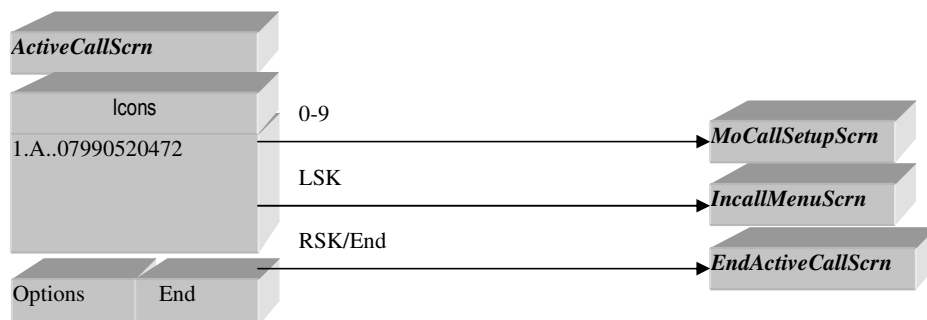 ActiveCallScrn
Icons
0-9
1.A..07990520472
MoCallSetupScrn
LSK
IncallMenuScrn
RSK/End
EndActiveCallScrn
Options End